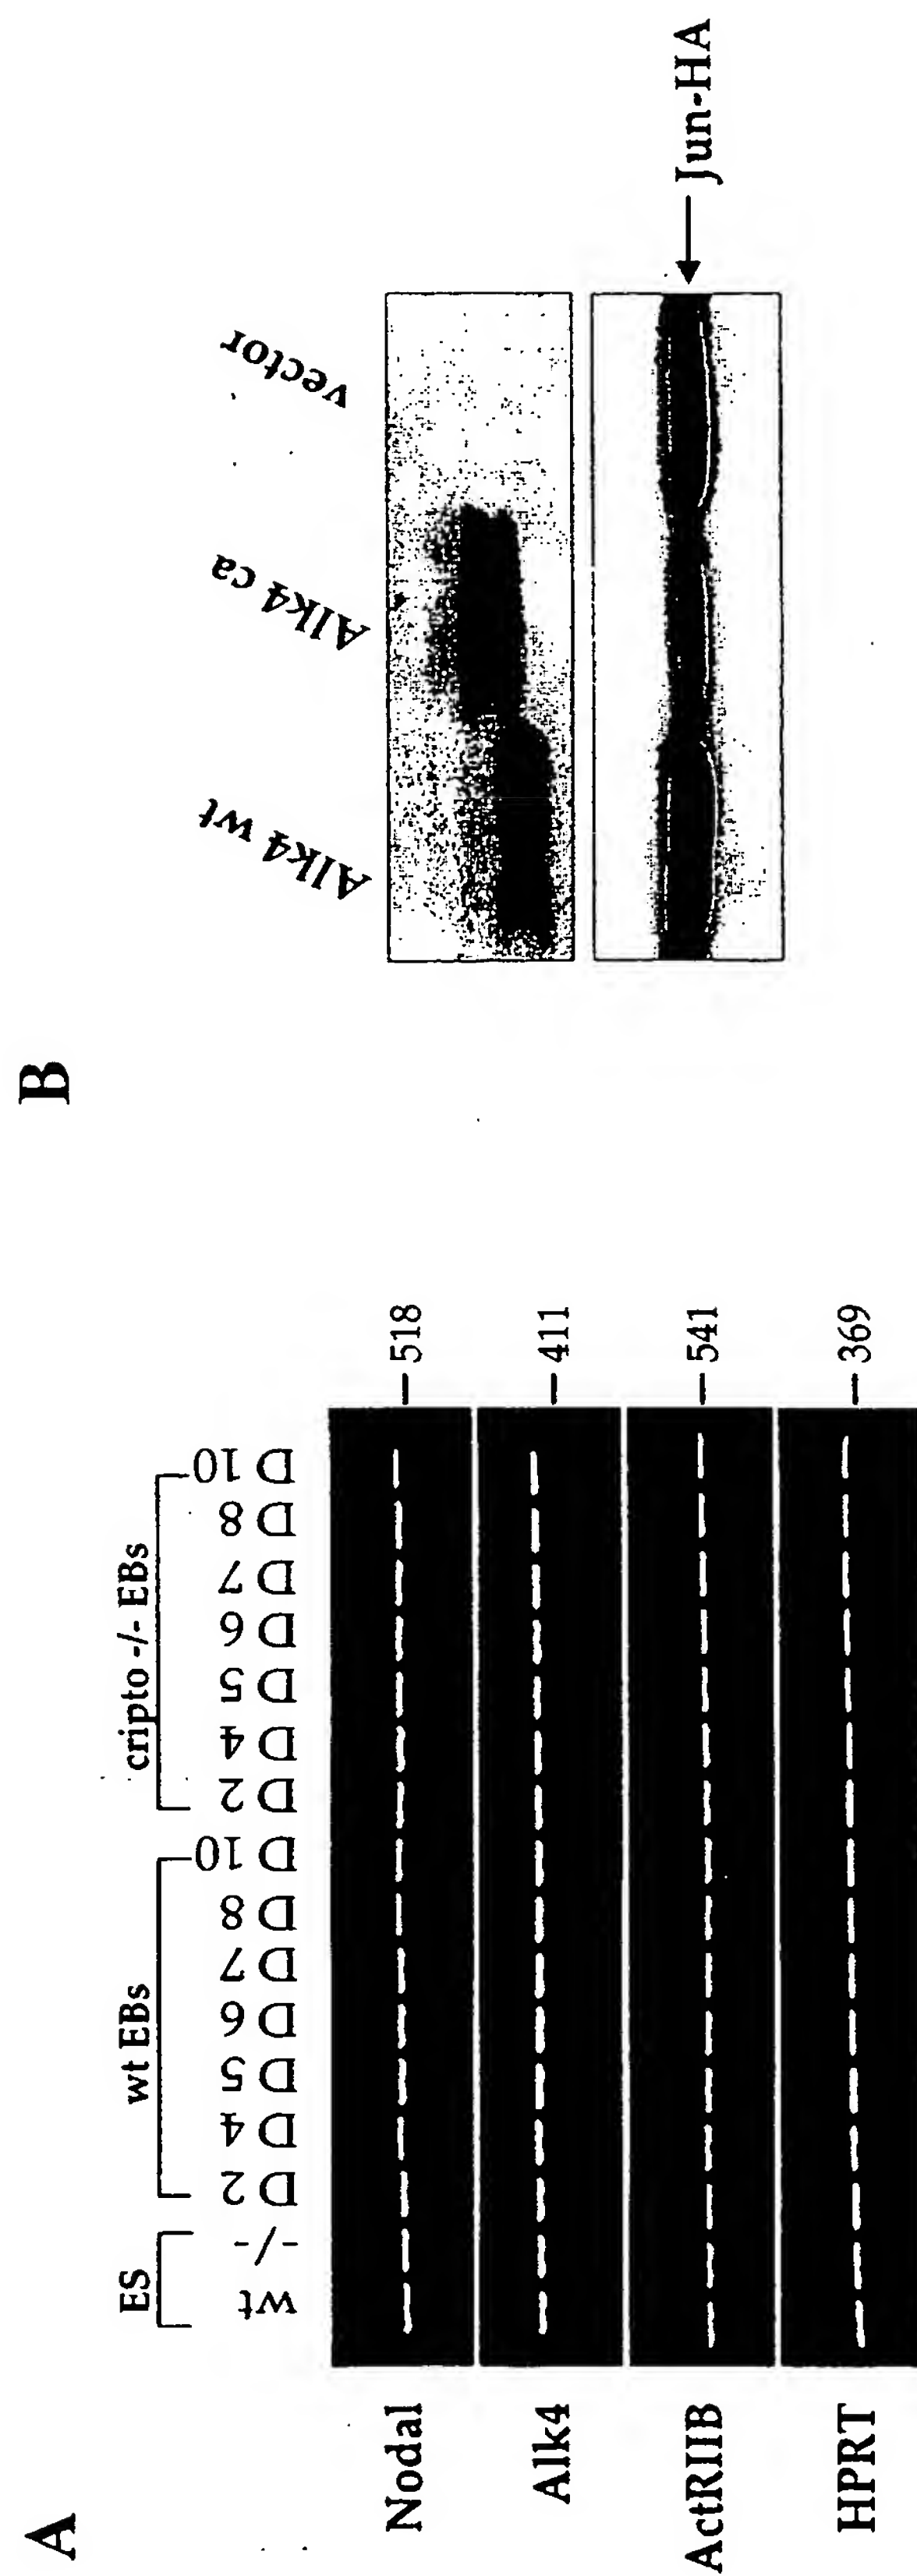 A
ES
wt EBs
cripto -/- EBs
wt
-/-
D 2
D 4
D 5
D 6
D 7
D 8
D 10
D 2
D 4
D 5
D 6
D 7
D 8
D 10
Nodal
518
Alk4
411
ActRIIB
541
HPRT
369
B
Alk4 wt
Alk4 ca
vector
Jun-HA